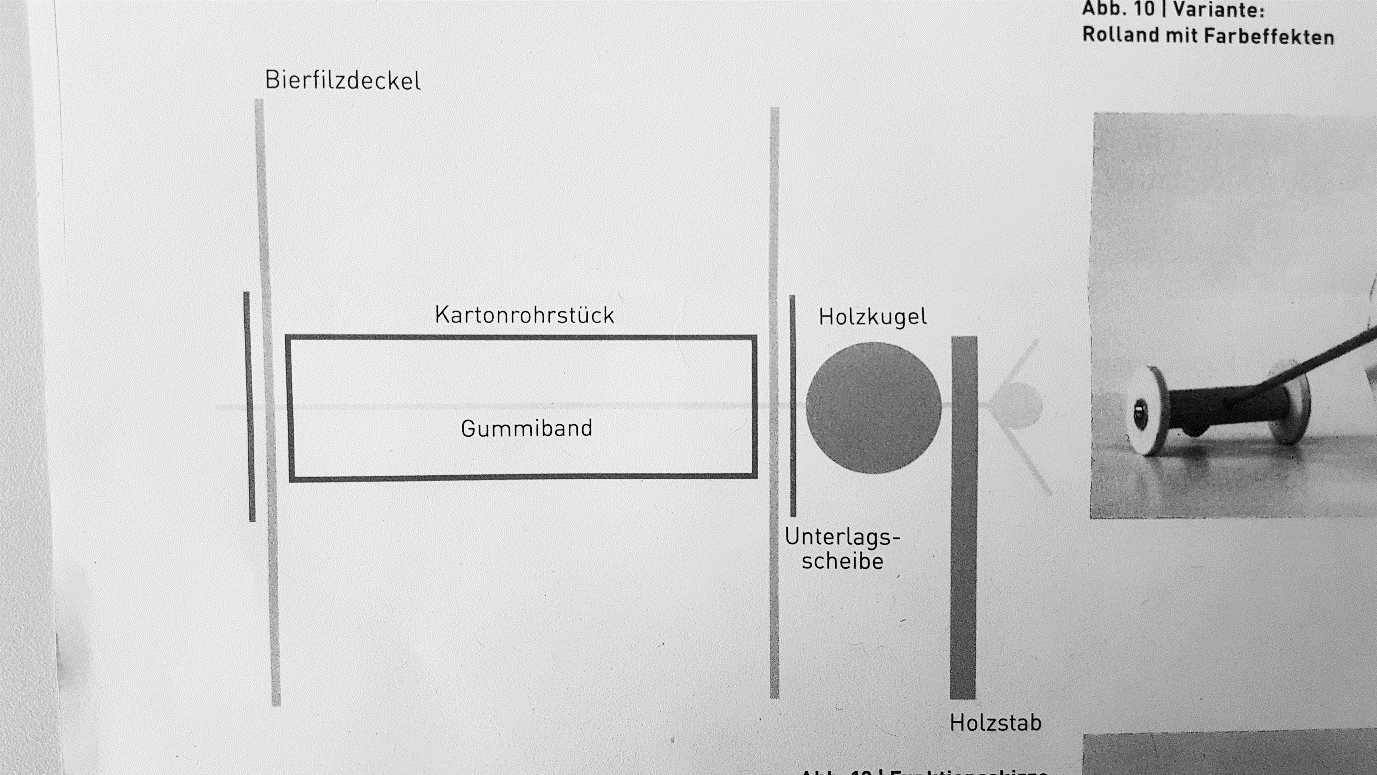 Abb. 10 | Variante:
Rolland mit Farbeffekten
Bierfilzdeckel
Kartonrohrstück
Holzkugel
Gummiband
Unterlags-
scheibe
Holzstab